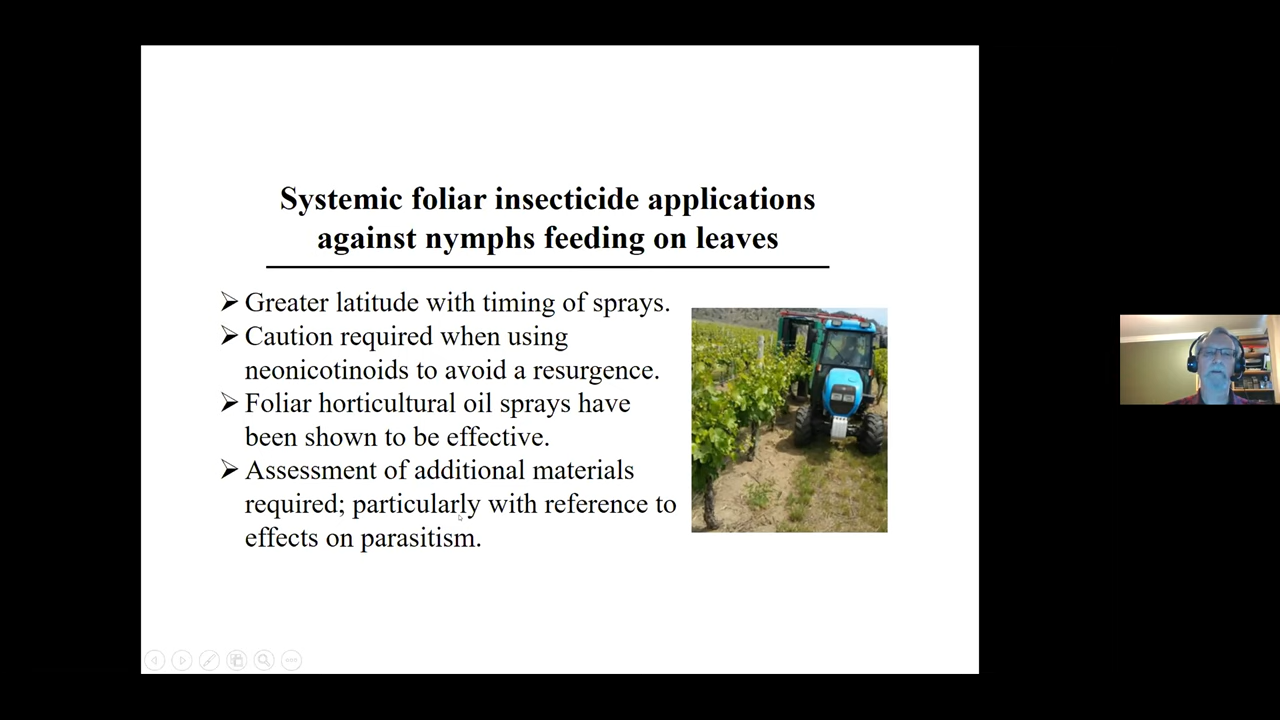 Systemic foliar insecticide applications
against nymphs feeding on leaves
➢ Greater latitude with timing of sprays.
➢ Caution required when using
neonicotinoids to avoid a resurgence.
➢ Foliar horticultural oil sprays have
been shown to be effective.
➢ Assessment of additional materials
required; particularly with reference to
effects on parasitism.